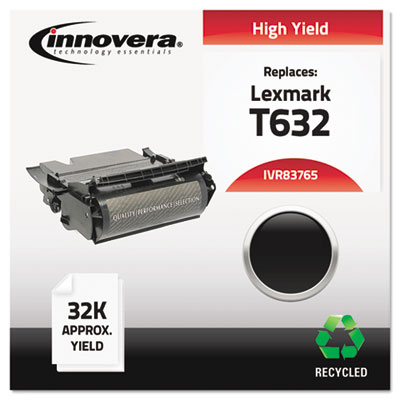 innovera
technology essentials
High Yield
Replaces:
Lexmark
T632
IVR83765
QUALITY | PERFORMANCE | SELECTION
32K
APPROX.
YIELD
RECYCLED